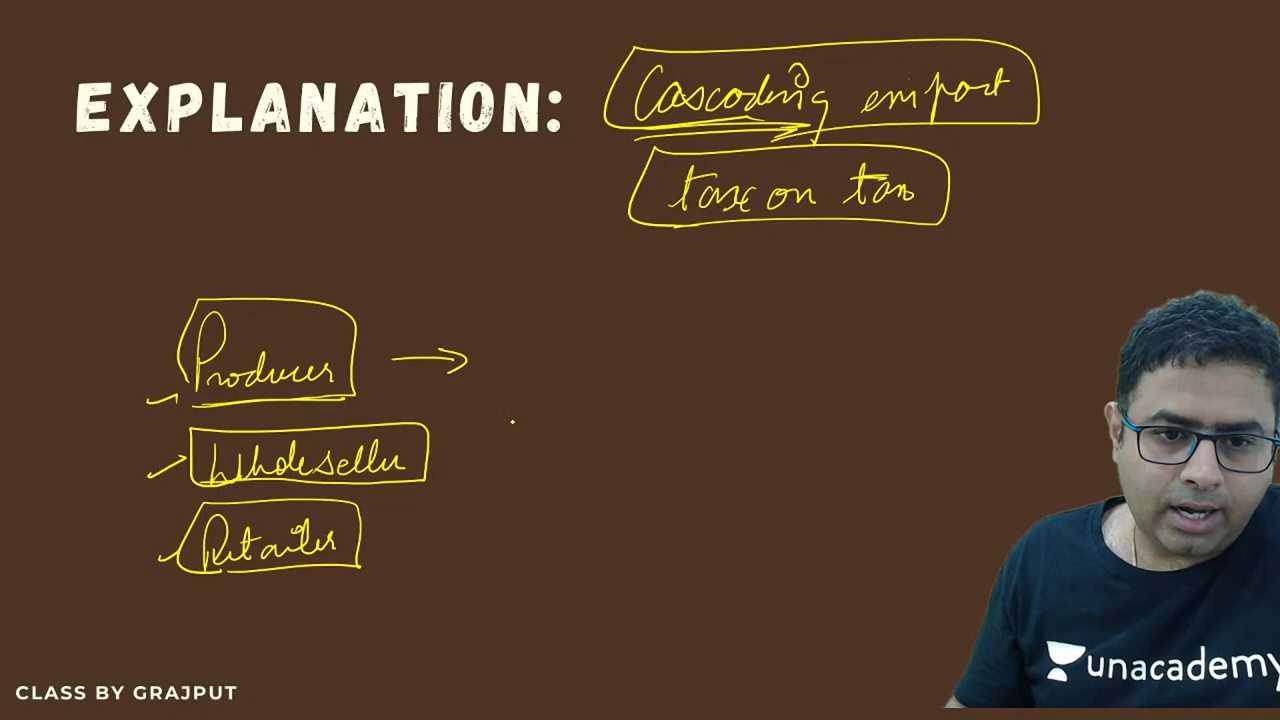 EXPLANATION:
Cascading impact
tax on tax
Producer
Wholeseller
Retailer
unacademy
CLASS BY GRAJPUT